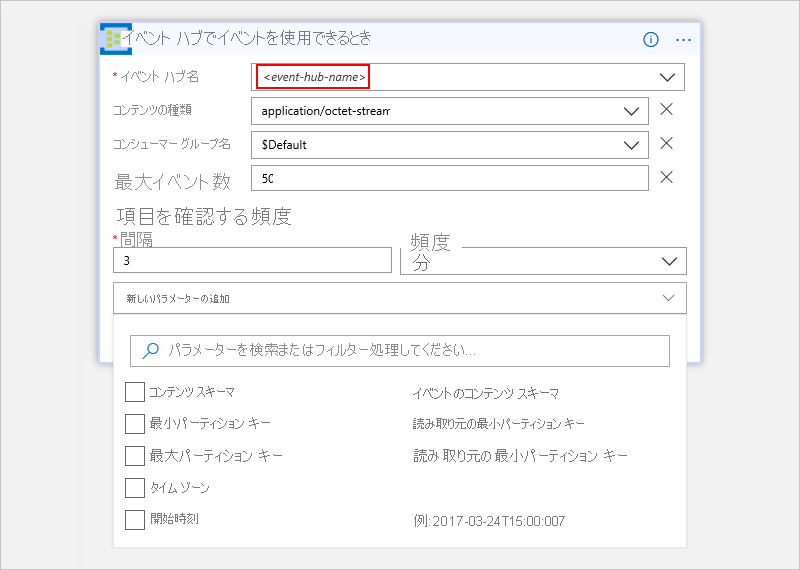 イベント ハブでイベントを使用できるとき
*イベント ハブ名
<event-hub-name>
コンテンツの種類
application/octet-stream
コンシューマー グループ名
$Default
最大イベント数
50
項目を確認する頻度
*間隔
3
頻度
分
新しいパラメーターの追加
パラメーターを検索またはフィルター処理してください...
コンテンツ スキーマ イベントのコンテンツ スキーマ
最小パーティション キー 読み取り元の最小パーティション キー
最大パーティション キー 読み取り元の最小パーティション キー
タイム ゾーン
開始時刻 例: 2017-03-24T15:00:007